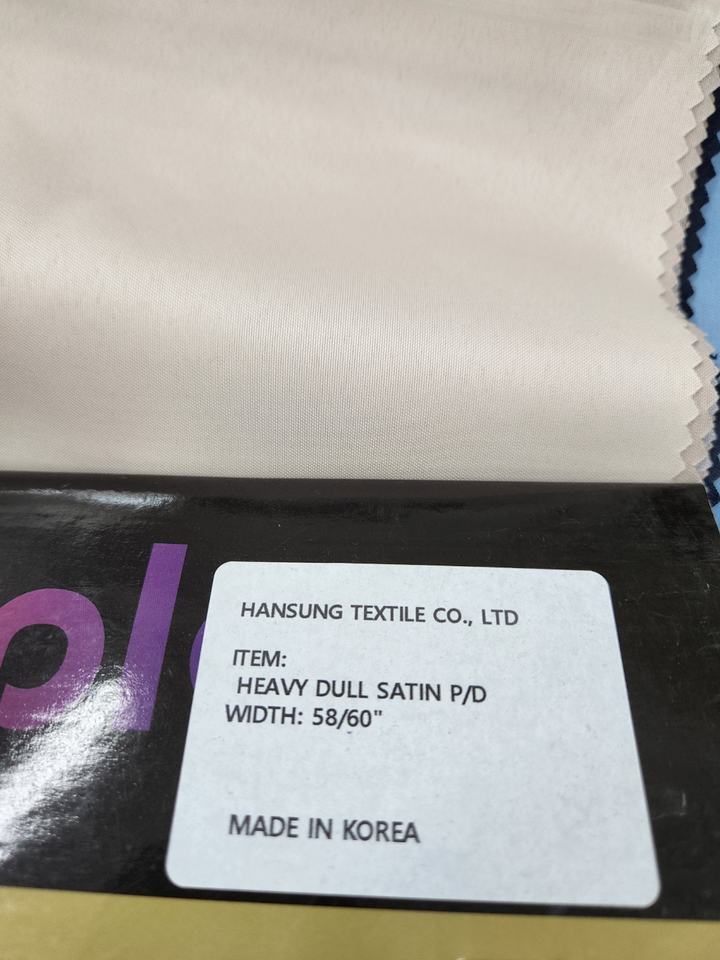 HANSUNG TEXTILE CO., LTD
ITEM:
HEAVY DULL SATIN P/D
WIDTH: 58/60"
MADE IN KOREA